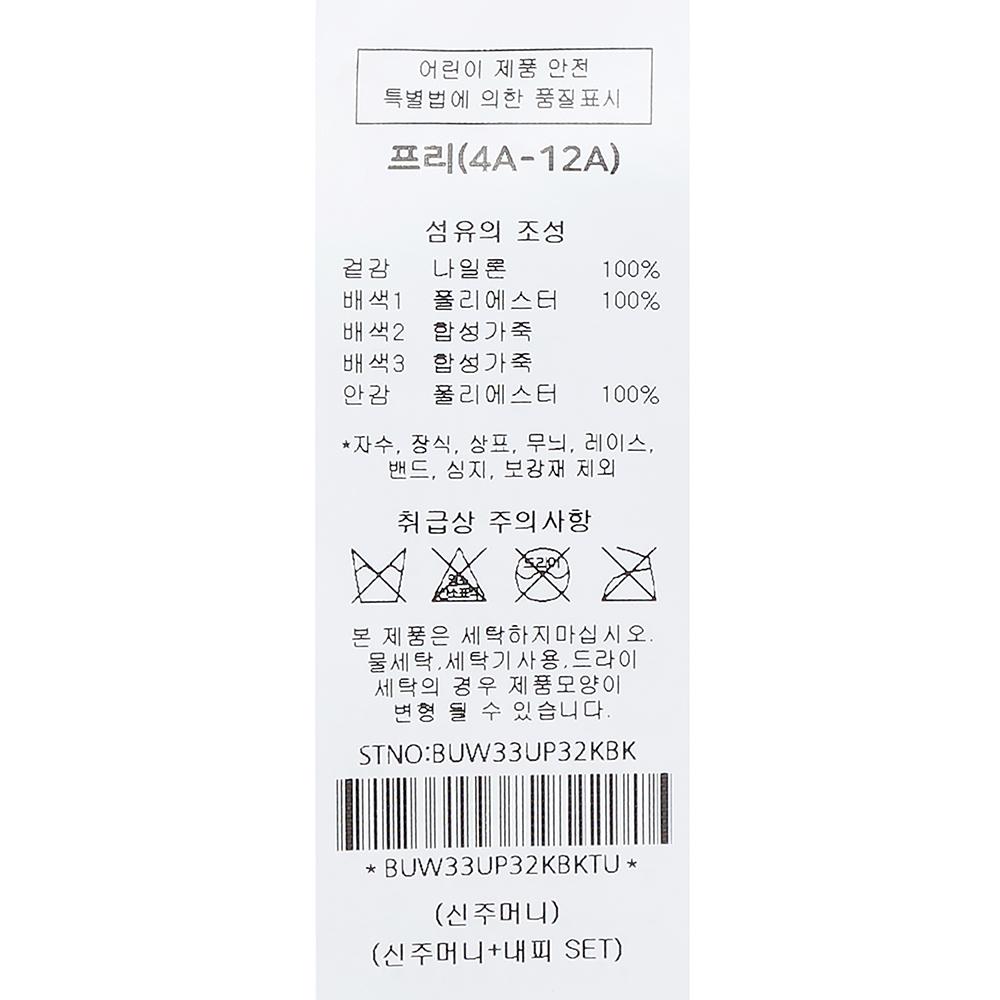 어린이 제품 안전
특별법에 의한 품질표시
프리(4A-12A)
섬유의 조성
겉감 나일론 100%
배색1 폴리에스터 100%
배색2 합성가죽
배색3 합성가죽
안감 폴리에스터 100%
*자수, 장식, 상표, 무늬, 레이스,
밴드, 심지, 보강재 제외
취급상 주의사항
드라이
본 제품은 세탁하지마십시오.
물세탁,세탁기사용,드라이
세탁의 경우 제품모양이
변형 될 수 있습니다.
STNO:BUW33UP32KBK
*BUW33UP32KBKTU*
(신주머니)
(신주머니+내피 SET)